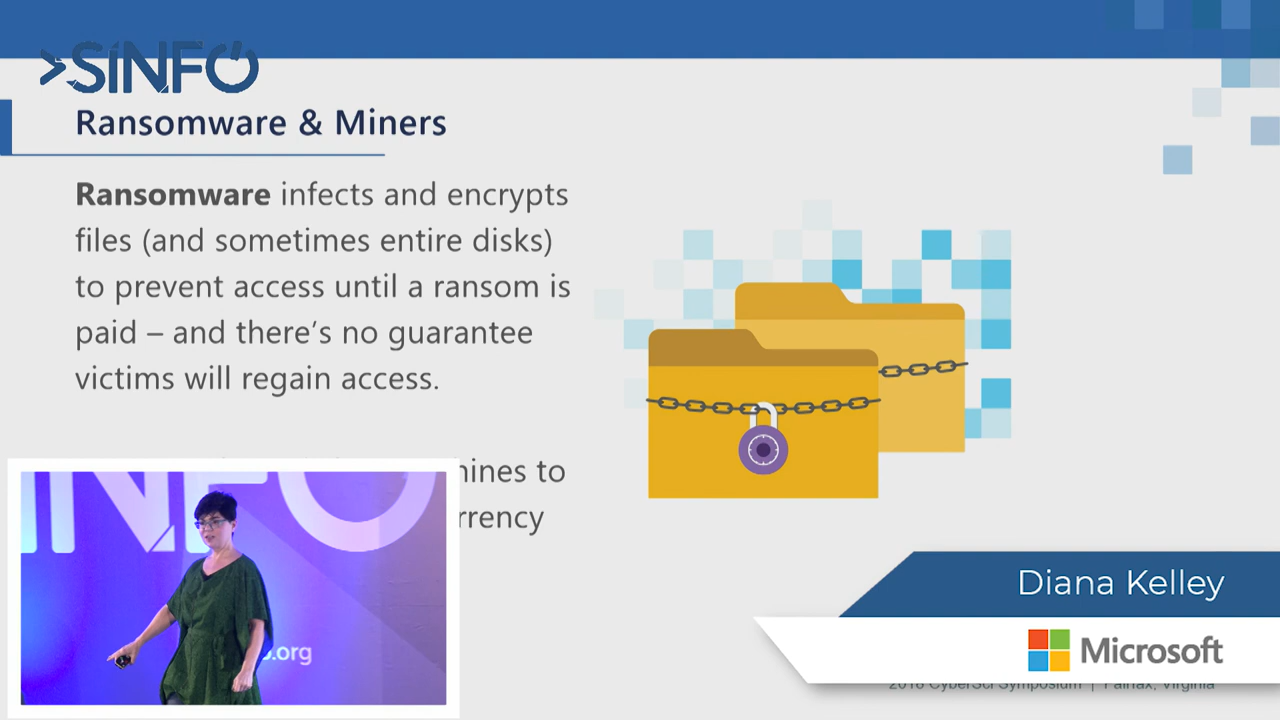 >SINFO
Ransomware & Miners
Ransomware infects and encrypts
files (and sometimes entire disks)
to prevent access until a ransom is
paid – and there's no guarantee
victims will regain access.
hines to
rrency
INFO
.org
Diana Kelley
Microsoft
2018 CyberSci Symposium | Fairfax, Virginia